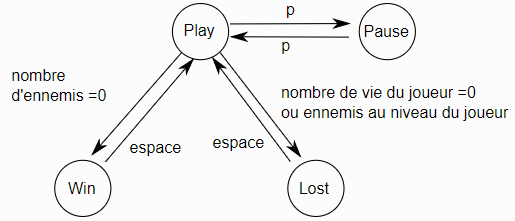 p
Play
Pause
p
nombre
d'ennemis =0
nombre de vie du joueur =0
ou ennemis au niveau du joueur
espace
espace
Win
Lost